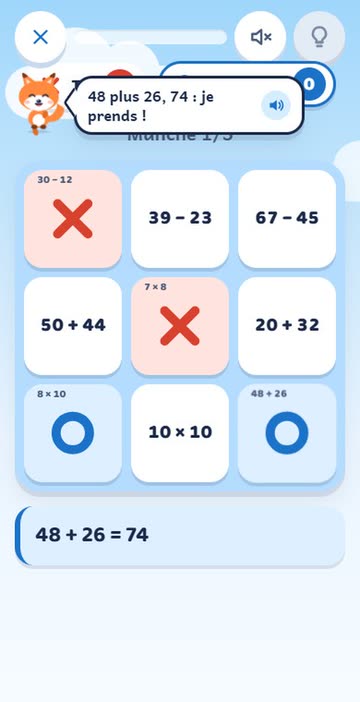 48 plus 26, 74 : je
prends !
0
Manche 1/5
30 − 12
39 − 23
67 − 45
50 + 44
7 × 8
20 + 32
8 × 10
10 × 10
48 + 26
48 + 26 = 74